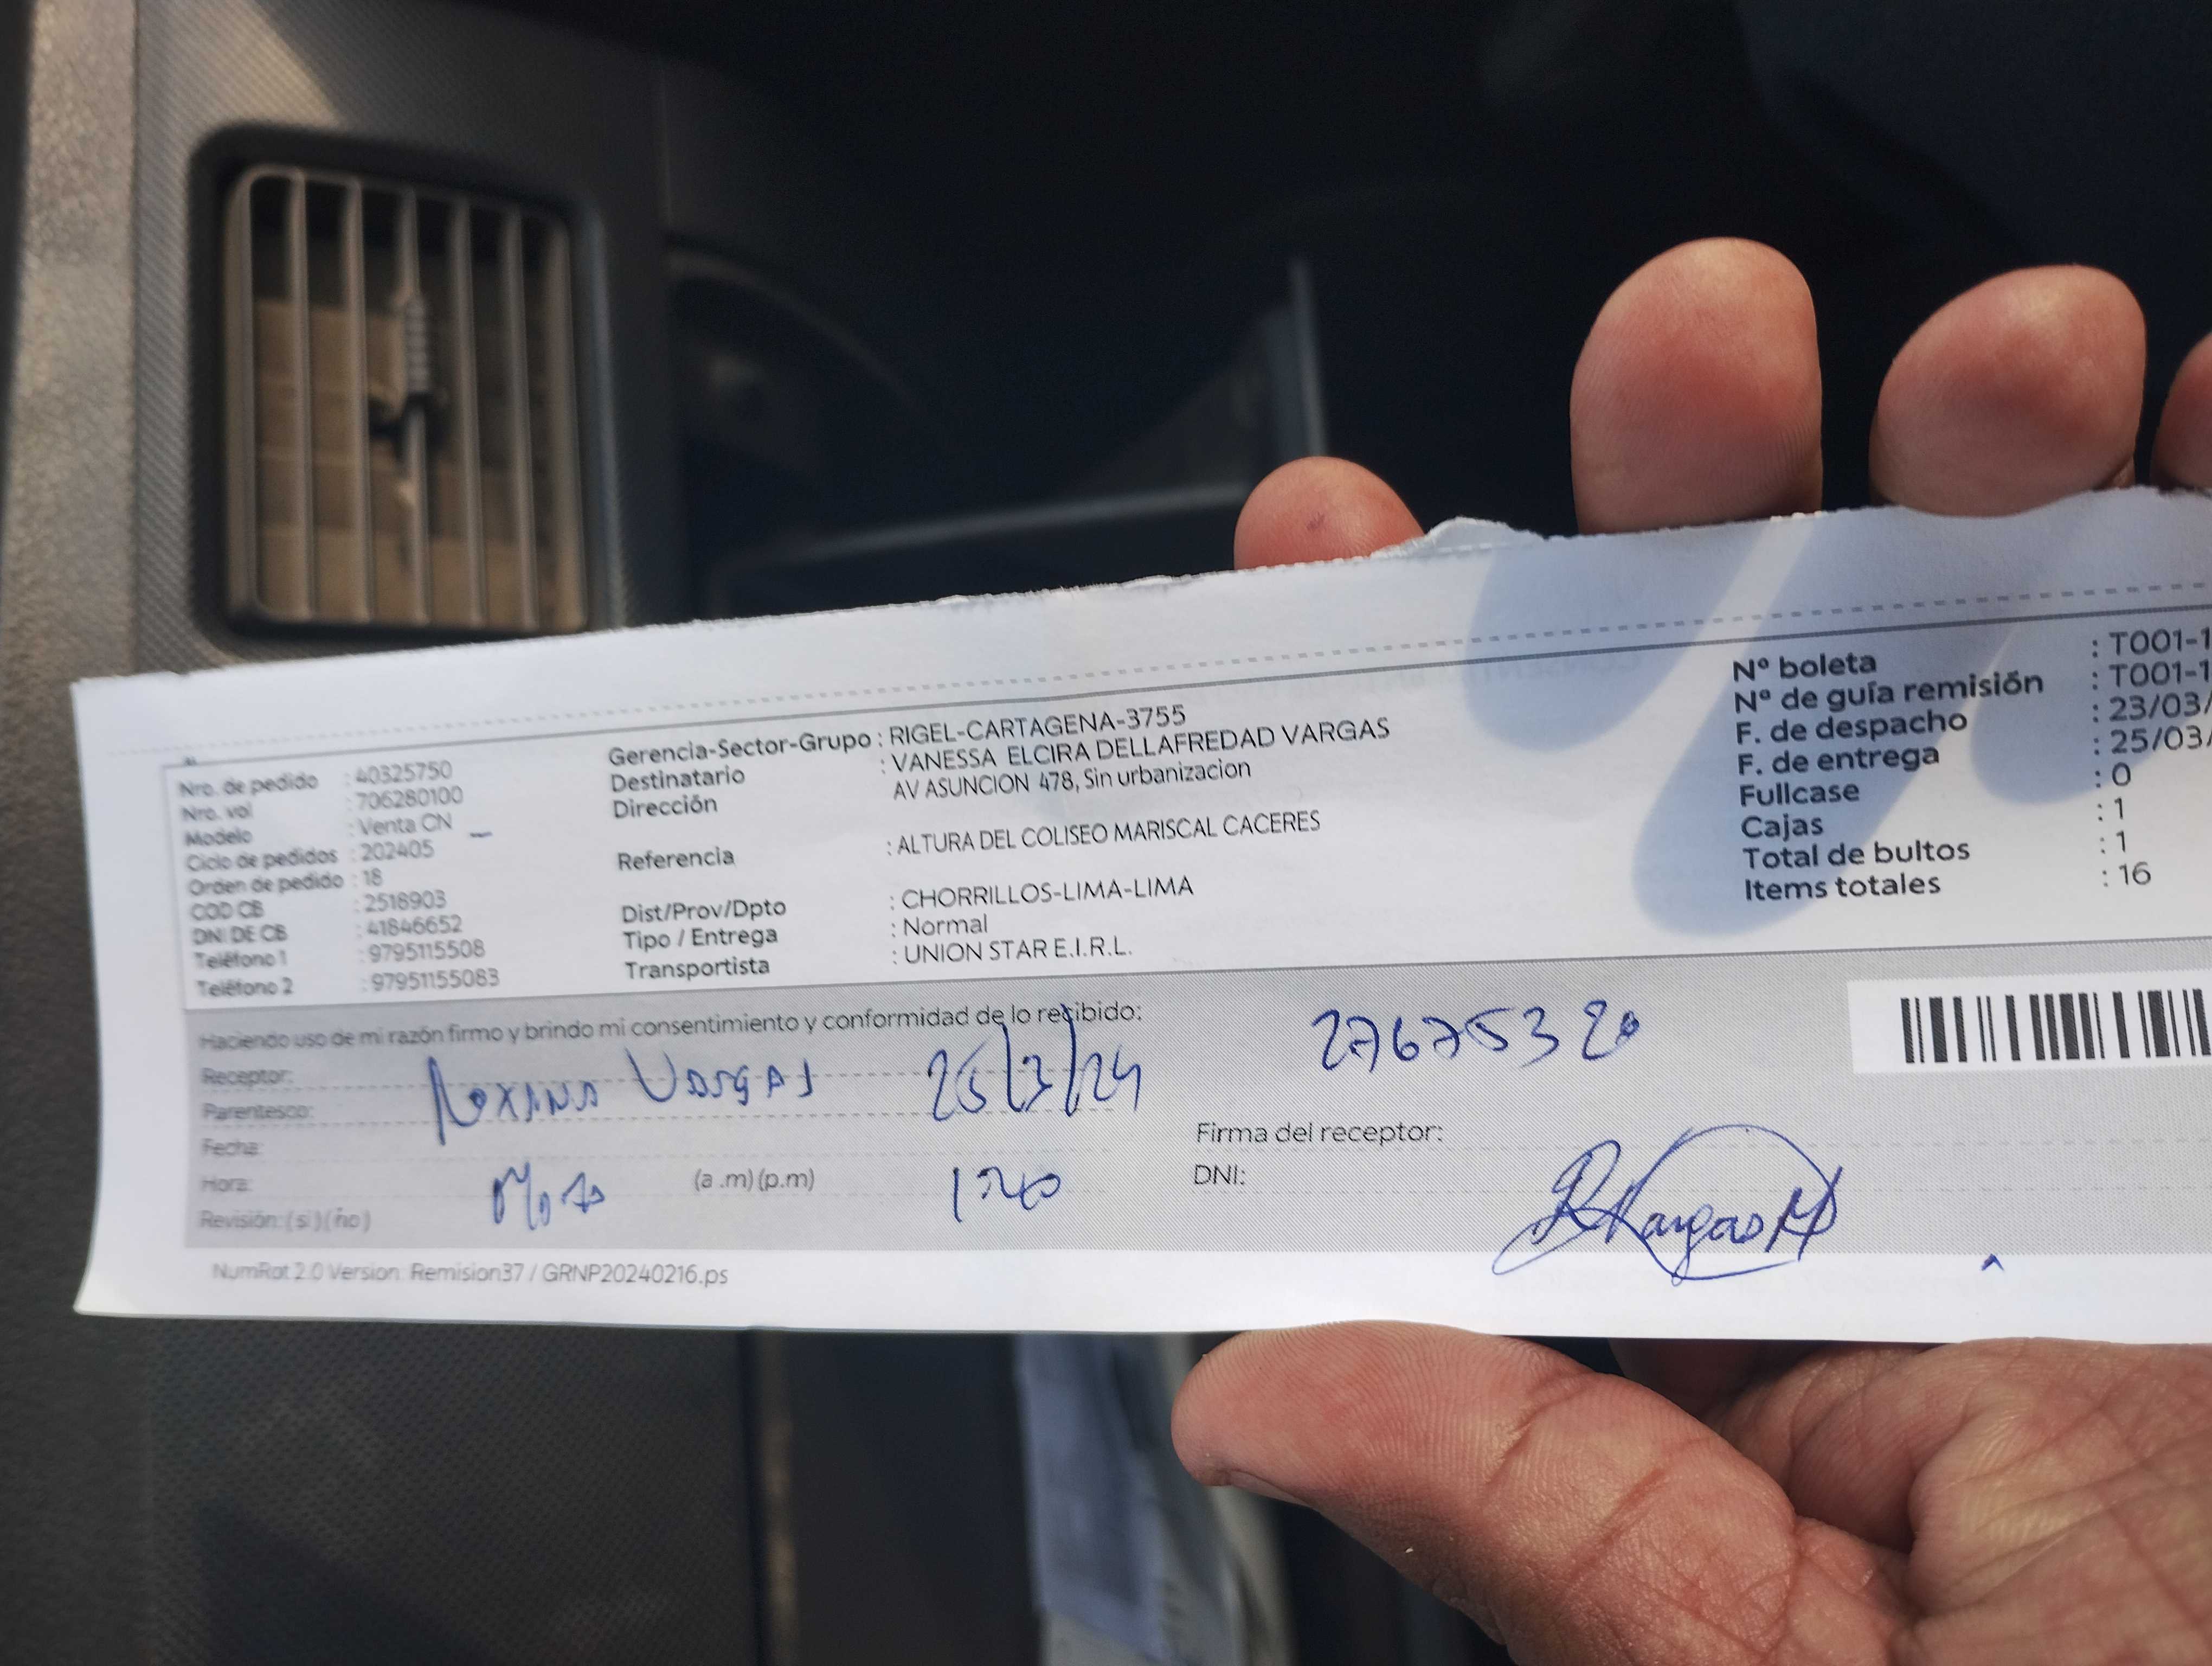 Nro. de pedido : 40325750
Nro. vol : 706280100
Modelo : Venta CN
Ciclo de pedidos : 202405
Orden de pedido : 18
COD CB : 2518903
DNI DE CB : 41846652
Teléfono 1 : 9795115508
Teléfono 2 : 97951155083
Gerencia-Sector-Grupo : RIGEL-CARTAGENA-3755
Destinatario : VANESSA ELCIRA DELLAFREDAD VARGAS
Dirección AV ASUNCION 478, Sin urbanizacion
Referencia : ALTURA DEL COLISEO MARISCAL CACERES
Dist/Prov/Dpto : CHORRILLOS-LIMA-LIMA
Tipo / Entrega : Normal
Transportista : UNION STAR E.I.R.L.
Nº boleta : T001-1
Nº de guía remisión : T001-1
F. de despacho : 23/03/
F. de entrega : 25/03/
Fullcase : 0
Cajas : 1
Total de bultos : 1
Items totales : 16
Haciendo uso de mi razón firmo y brindo mi consentimiento y conformidad de lo recibido:
Receptor:
Roxana Vargas 25/3/24
27675320
Parentesco:
Fecha:
Hora: (a .m) (p.m)
Revisión: ( si ) ( no )
Firma del receptor:
DNI:
RVargasM
NumRot 2.0 Version: Remision37 / GRNP20240216.ps